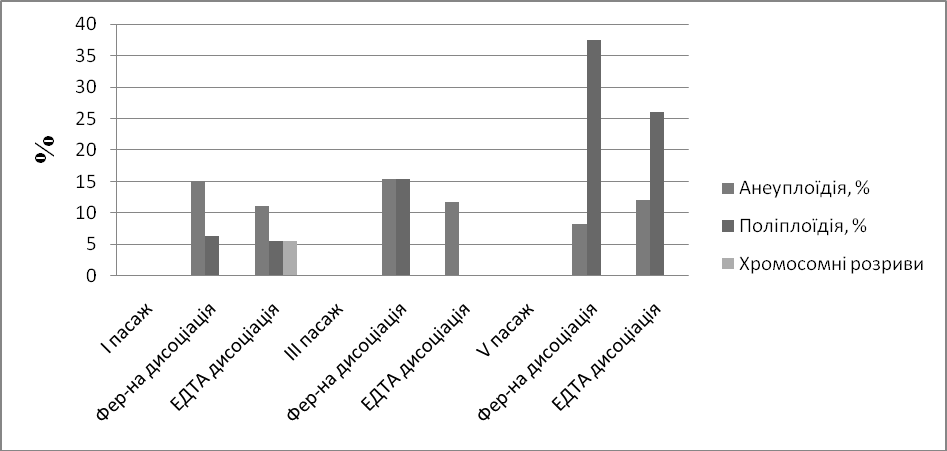 40
35
30
25
20
15
10
5
0
%
I пасаж
Фер-на дисоціація
ЕДТА дисоціація
III пасаж
Фер-на дисоціація
ЕДТА дисоціація
V пасаж
Фер-на дисоціація
ЕДТА дисоціація
Анеуплоїдія, %
Поліплоїдія, %
Хромосомні розриви